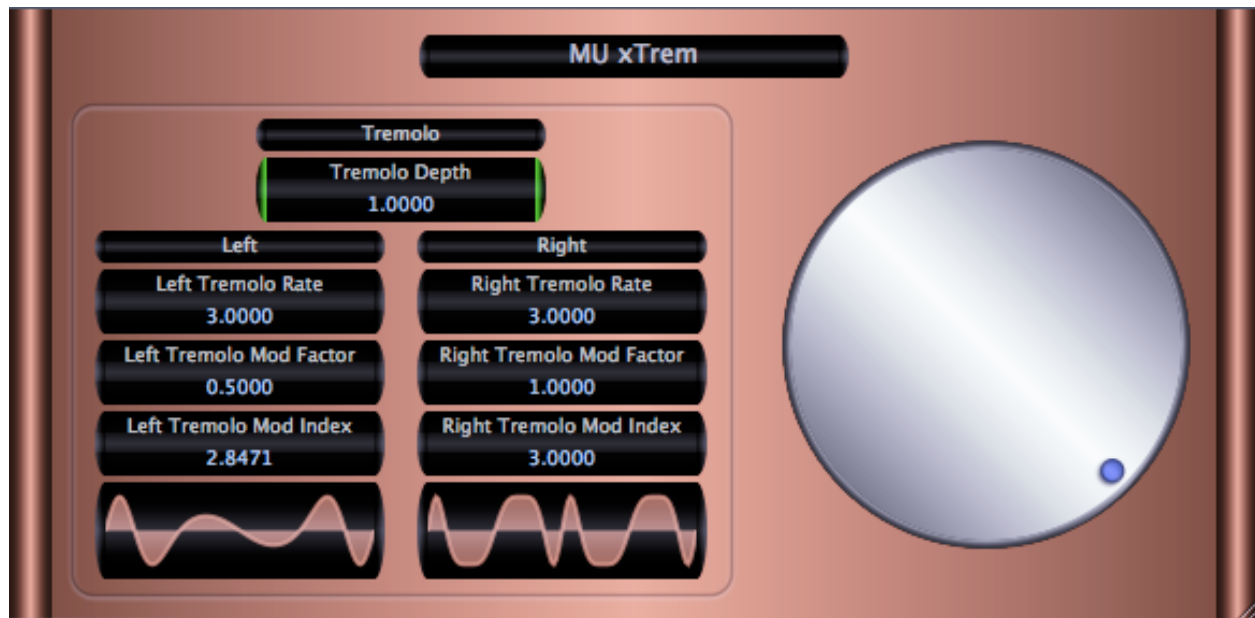 MU xTrem
Tremolo
Tremolo Depth
1.0000
Left
Left Tremolo Rate
3.0000
Left Tremolo Mod Factor
0.5000
Left Tremolo Mod Index
2.8471
Right
Right Tremolo Rate
3.0000
Right Tremolo Mod Factor
1.0000
Right Tremolo Mod Index
3.0000